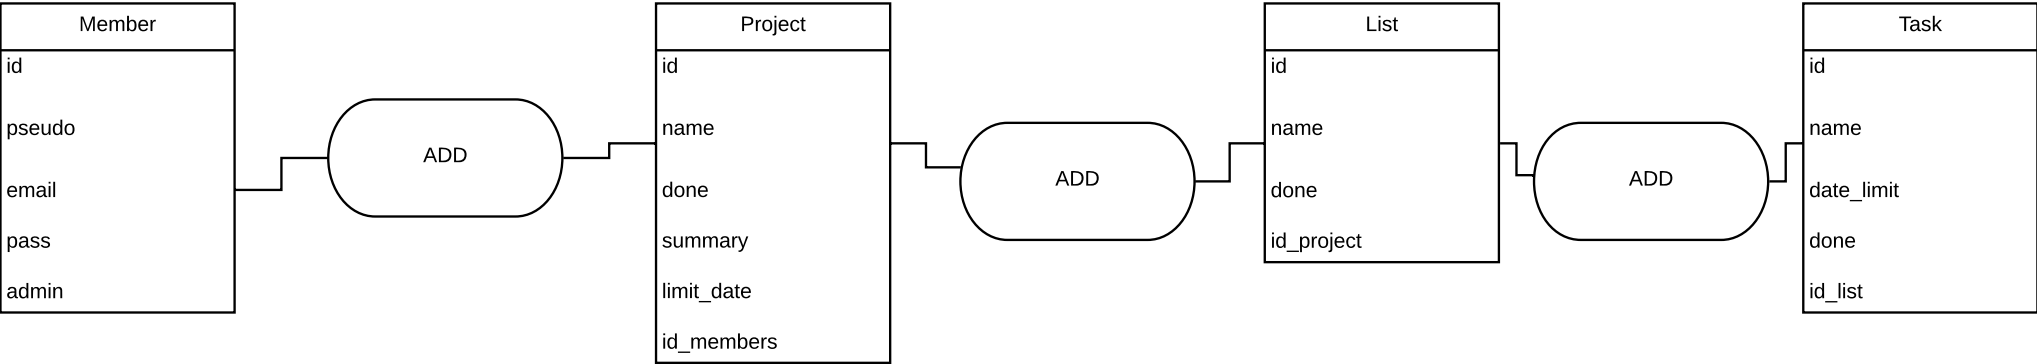 Member
id
pseudo
email
pass
admin
ADD
Project
id
name
done
summary
limit_date
id_members
ADD
List
id
name
done
id_project
ADD
Task
id
name
date_limit
done
id_list